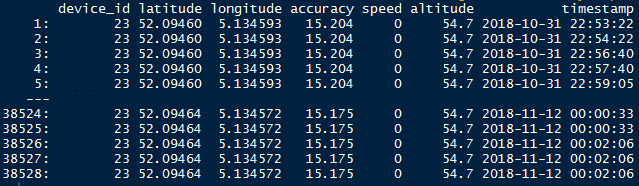 device_id latitude longitude accuracy speed altitude timestamp
1: 23 52.09460 5.134593 15.204 0 54.7 2018-10-31 22:53:22
2: 23 52.09460 5.134593 15.204 0 54.7 2018-10-31 22:54:22
3: 23 52.09460 5.134593 15.204 0 54.7 2018-10-31 22:56:40
4: 23 52.09460 5.134593 15.204 0 54.7 2018-10-31 22:57:40
5: 23 52.09460 5.134593 15.204 0 54.7 2018-10-31 22:59:05
---
38524: 23 52.09464 5.134572 15.175 0 54.7 2018-11-12 00:00:33
38525: 23 52.09464 5.134572 15.175 0 54.7 2018-11-12 00:00:33
38526: 23 52.09464 5.134572 15.175 0 54.7 2018-11-12 00:02:06
38527: 23 52.09464 5.134572 15.175 0 54.7 2018-11-12 00:02:06
38528: 23 52.09464 5.134572 15.175 0 54.7 2018-11-12 00:02:06